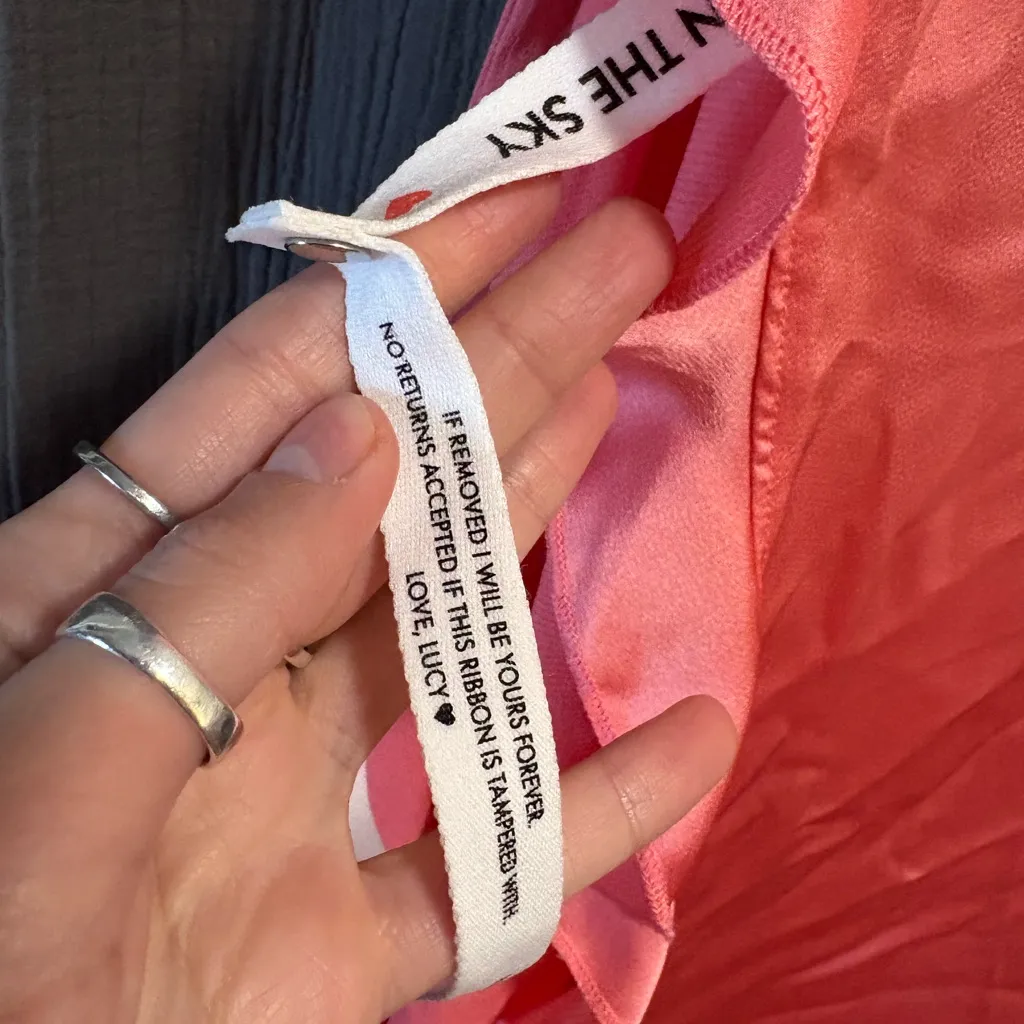 N THE SKY
IF REMOVED I WILL BE YOURS FOREVER.
NO RETURNS ACCEPTED IF THIS RIBBON IS TAMPERED WITH.
LOVE, LUCY ♥